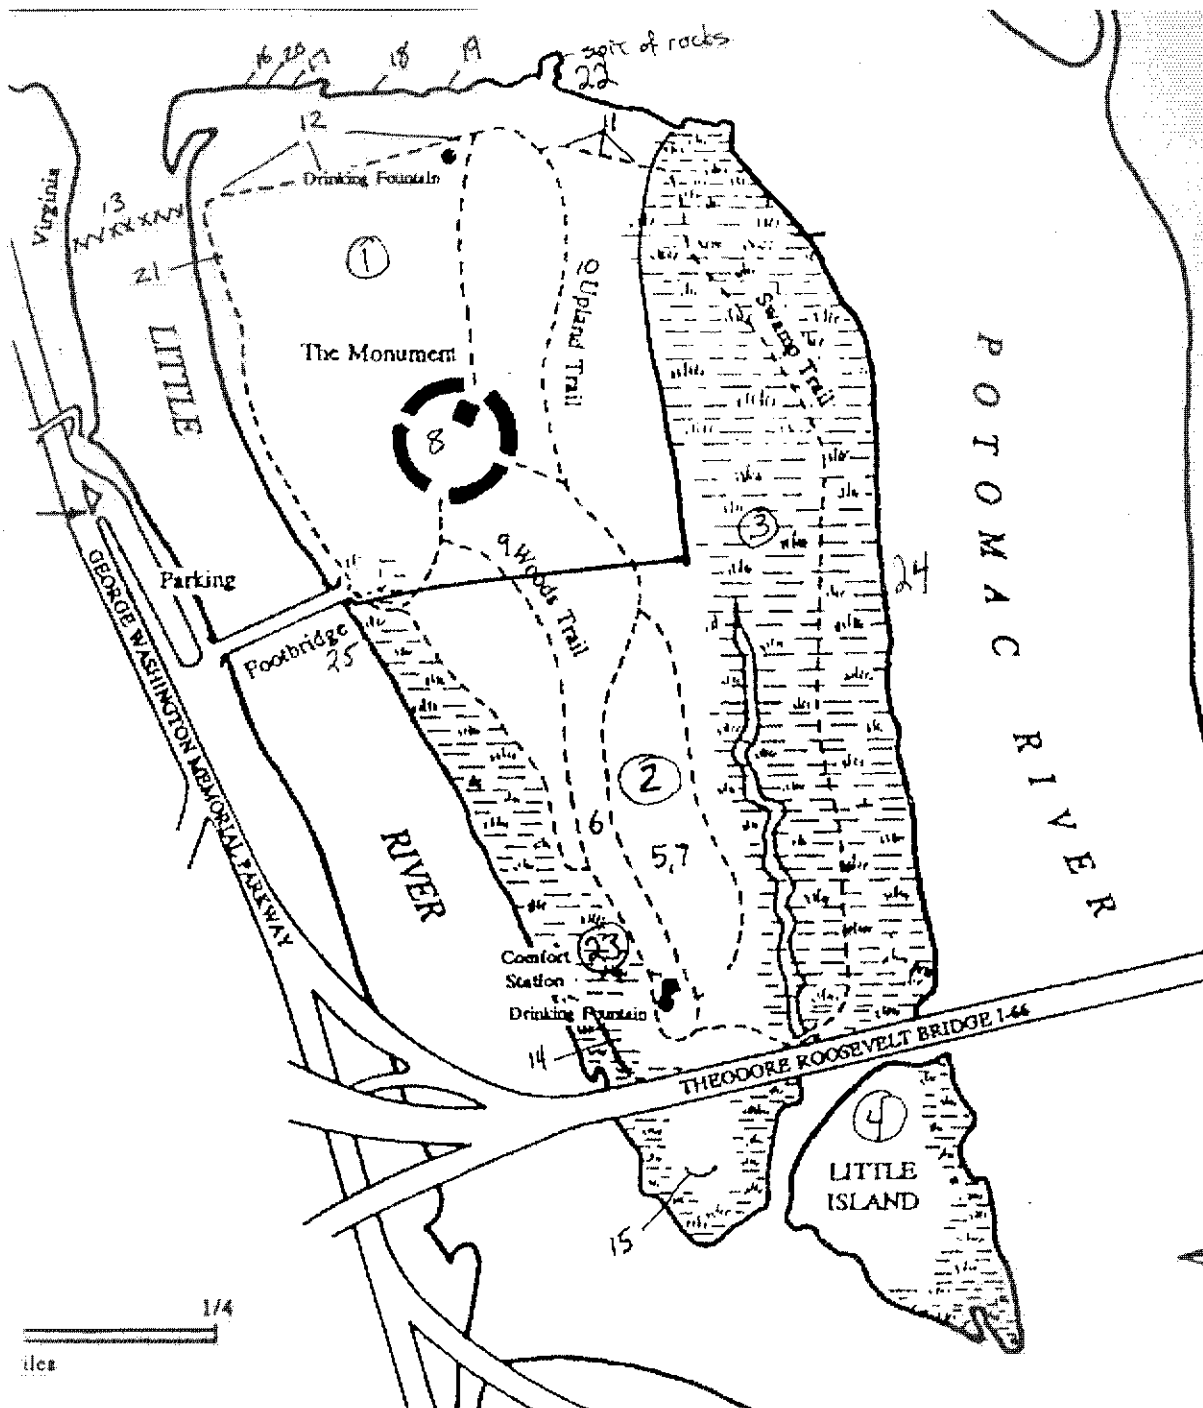 spit of rocks
16 20 17 18 19 22
12
11
Drinking Fountain
Virginia
13
1
21
Upland Trail
Swamp Trail
LITTLE
The Monument
8
POTOMAC RIVER
3
9 Woods Trail
24
Parking
GEORGE WASHINGTON MEMORIAL PARKWAY
Footbridge
25
2
6
5,7
RIVER
23
Comfort
Station
Drinking Fountain
14
THEODORE ROOSEVELT BRIDGE I-66
4
LITTLE
ISLAND
15
1/4
iles